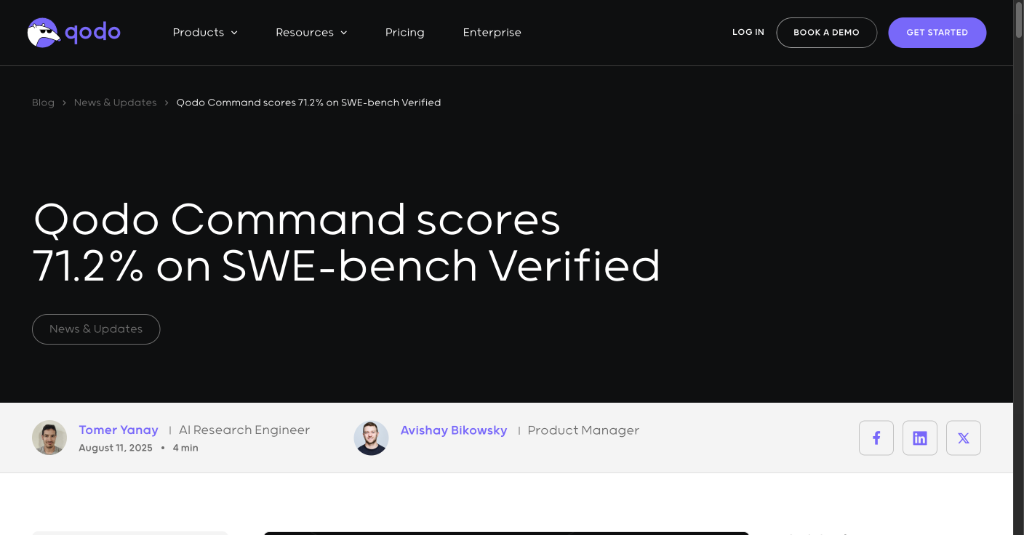 qodo
Products Resources Pricing Enterprise LOG IN BOOK A DEMO GET STARTED
Blog > News & Updates > Qodo Command scores 71.2% on SWE-bench Verified
Qodo Command scores
71.2% on SWE-bench Verified
News & Updates
Tomer Yanay | AI Research Engineer
August 11, 2025 • 4 min
Avishay Bikowsky | Product Manager